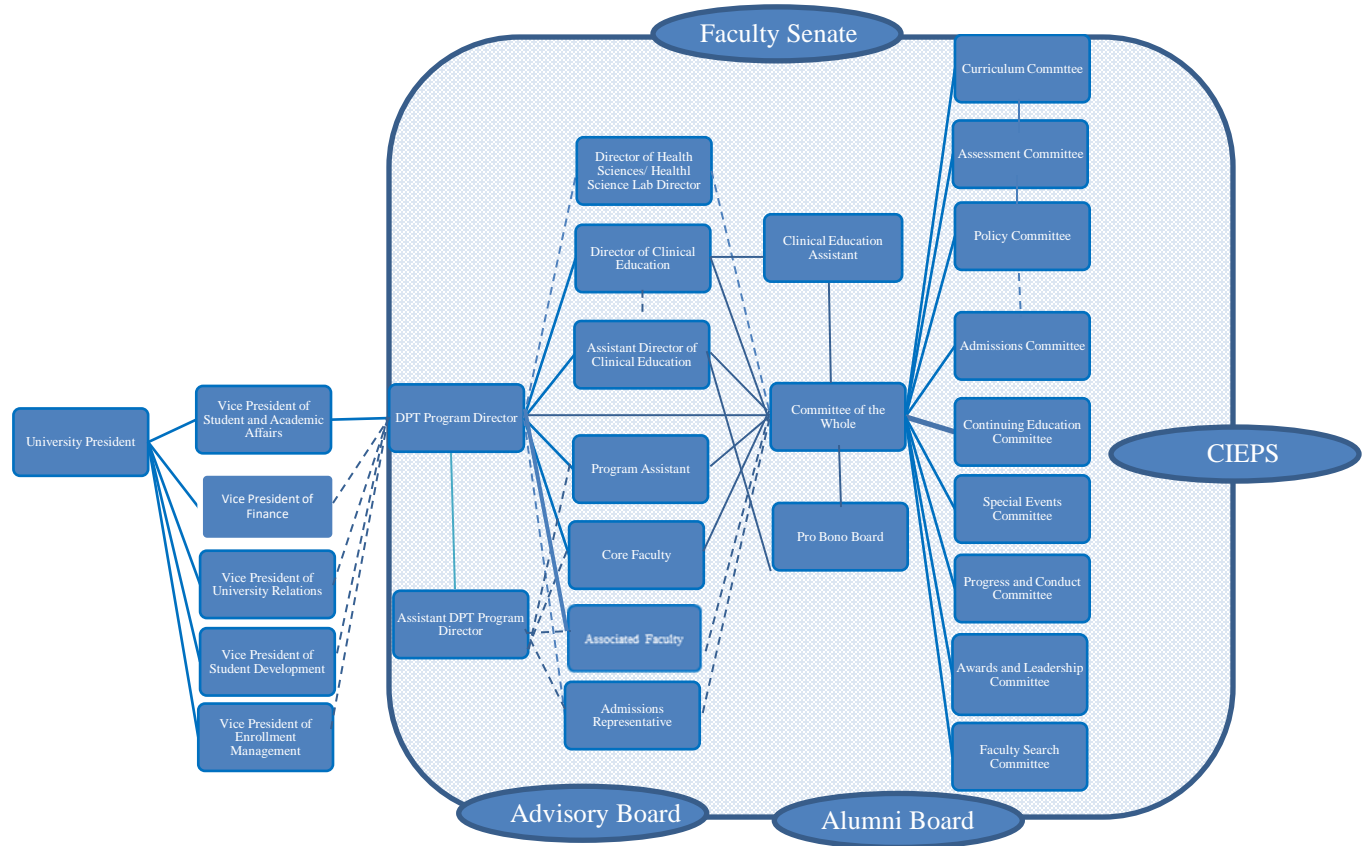 Faculty Senate
Curriculum Commttee
Assessment Committee
Policy Committee
Admissions Committee
Continuing Education
Committee
Special Events
Committee
Progress and Conduct
Committee
Awards and Leadership
Committee
Faculty Search
Committee
Director of Health
Sciences/ Healthl
Science Lab Director
Director of Clinical
Education
Assistant Director of
Clinical Education
Program Assistant
Core Faculty
Associated Faculty
Admissions
Representative
Clinical Education
Assistant
Committee of the
Whole
Pro Bono Board
University President
Vice President of
Student and Academic
Affairs
Vice President of
Finance
Vice President of
University Relations
Vice President of
Student Development
Vice President of
Enrollment
Management
DPT Program Director
Assistant DPT Program
Director
CIEPS
Advisory Board
Alumni Board